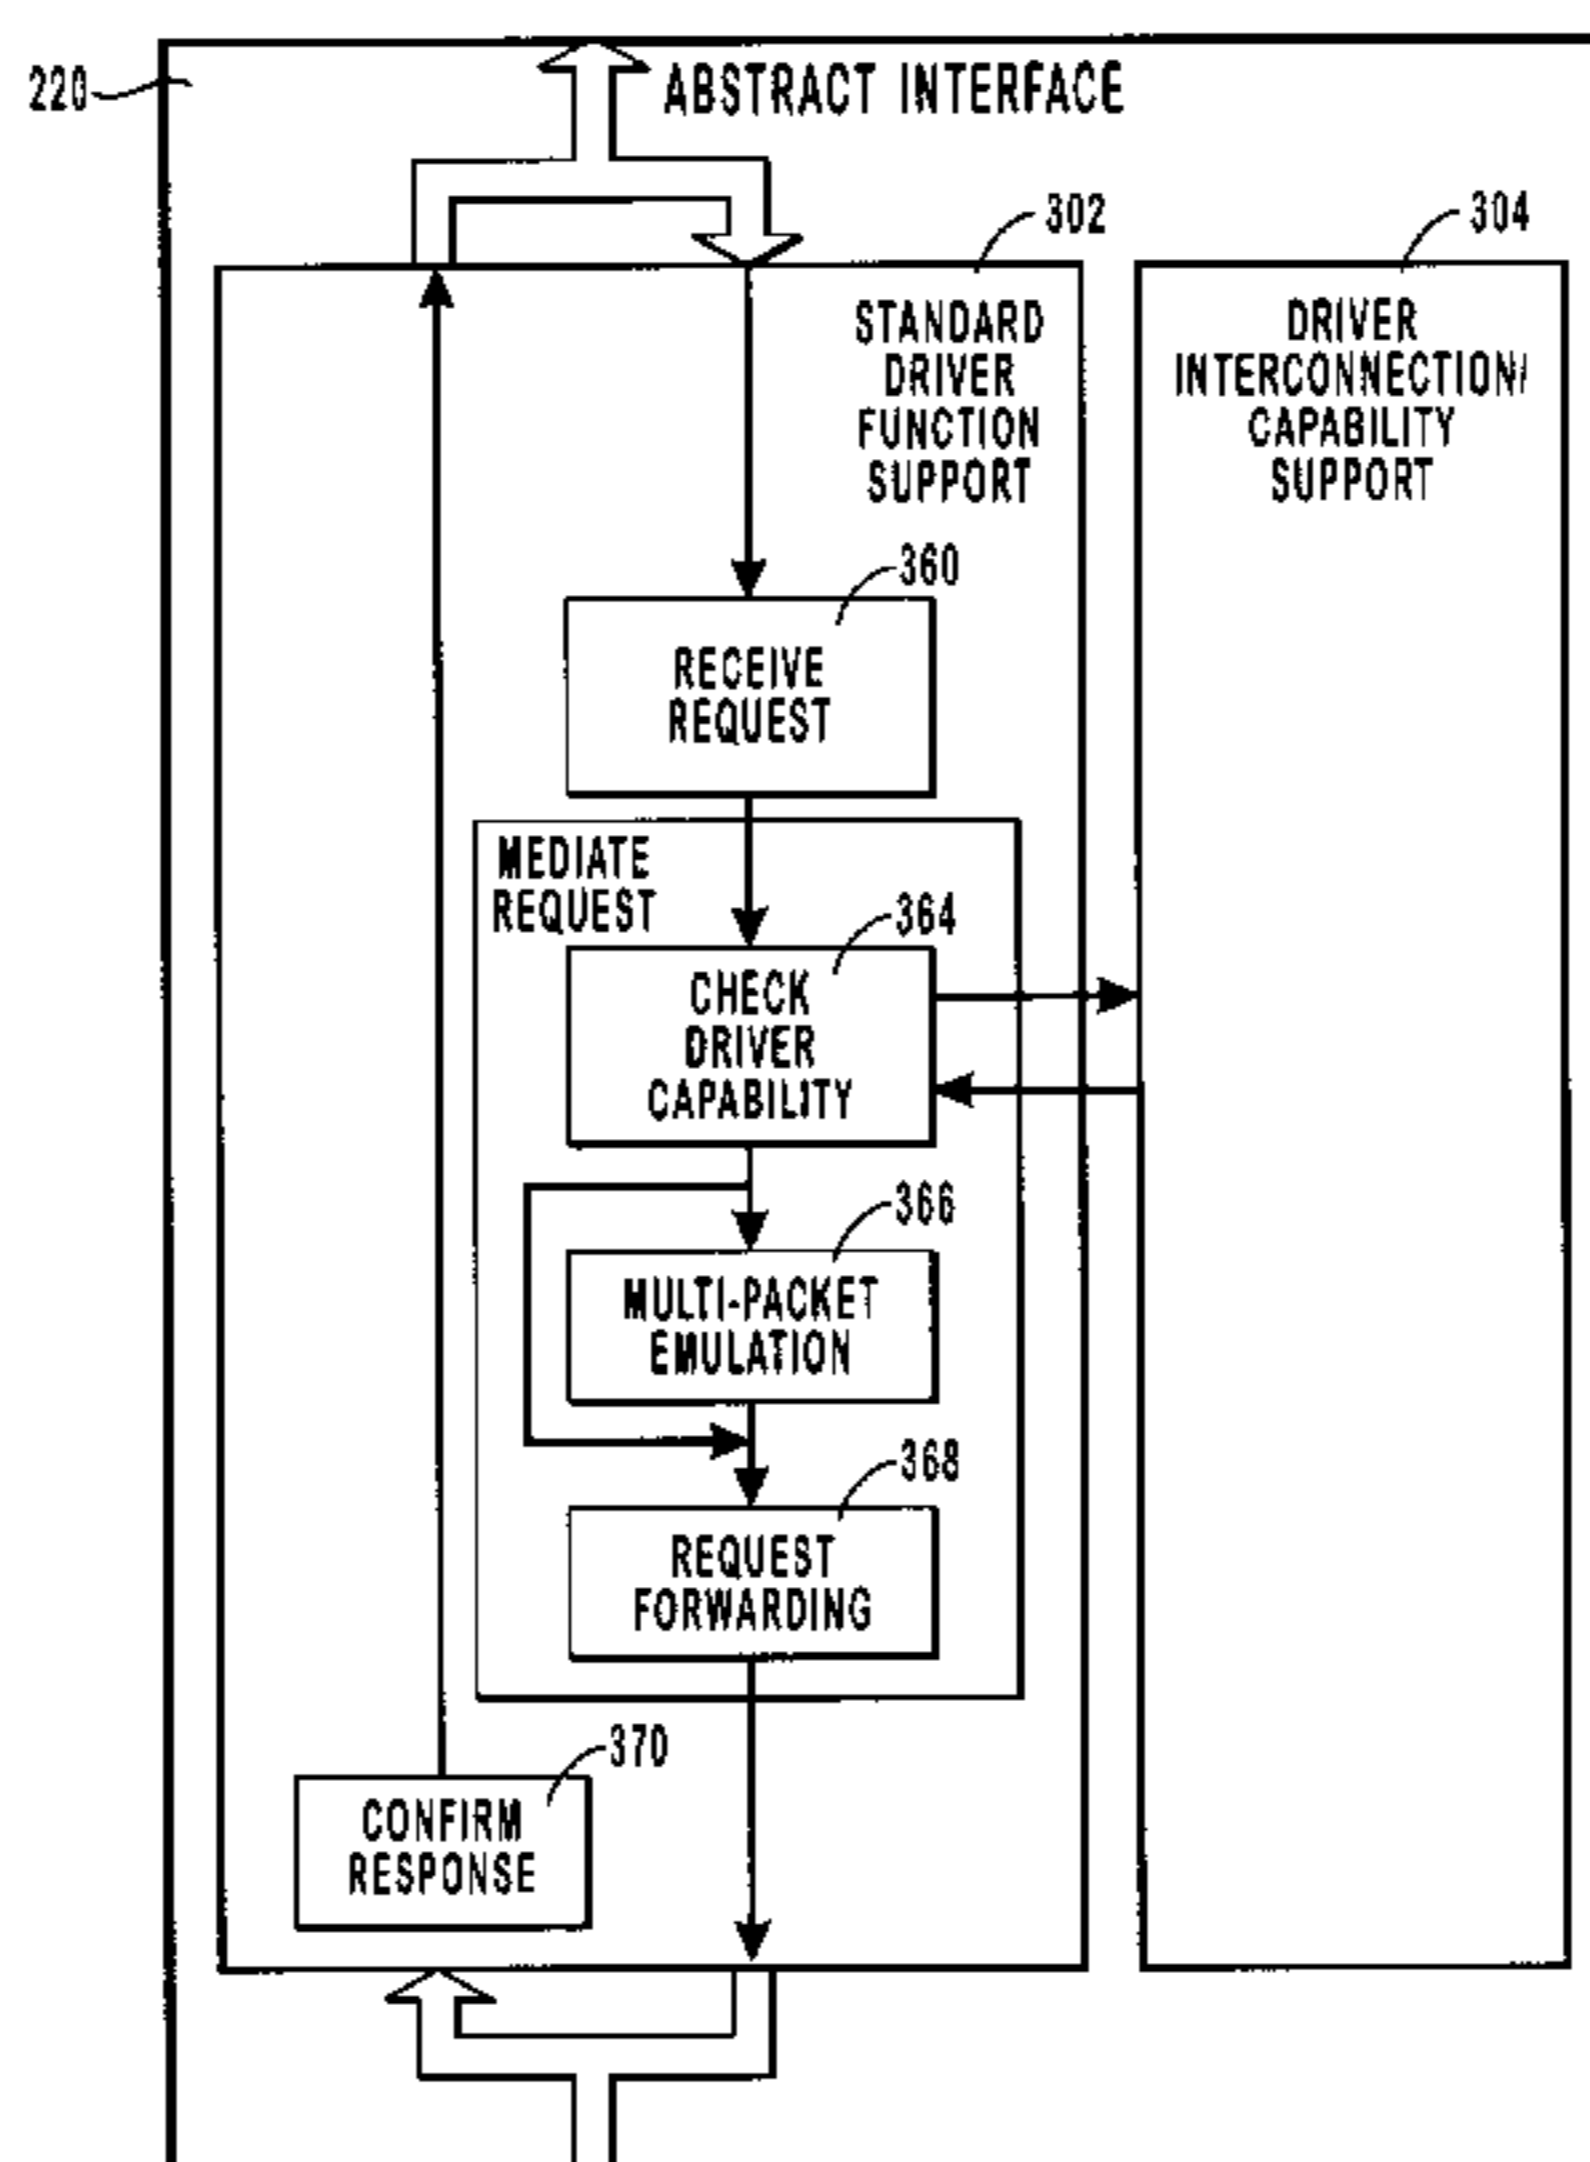 220
ABSTRACT INTERFACE
302
304
STANDARD
DRIVER
FUNCTION
SUPPORT
DRIVER
INTERCONNECTION/
CAPABILITY
SUPPORT
360
RECEIVE
REQUEST
MEDIATE
REQUEST
364
CHECK
DRIVER
CAPABILITY
366
MULTI-PACKET
EMULATION
368
REQUEST
FORWARDING
370
CONFIRM
RESPONSE